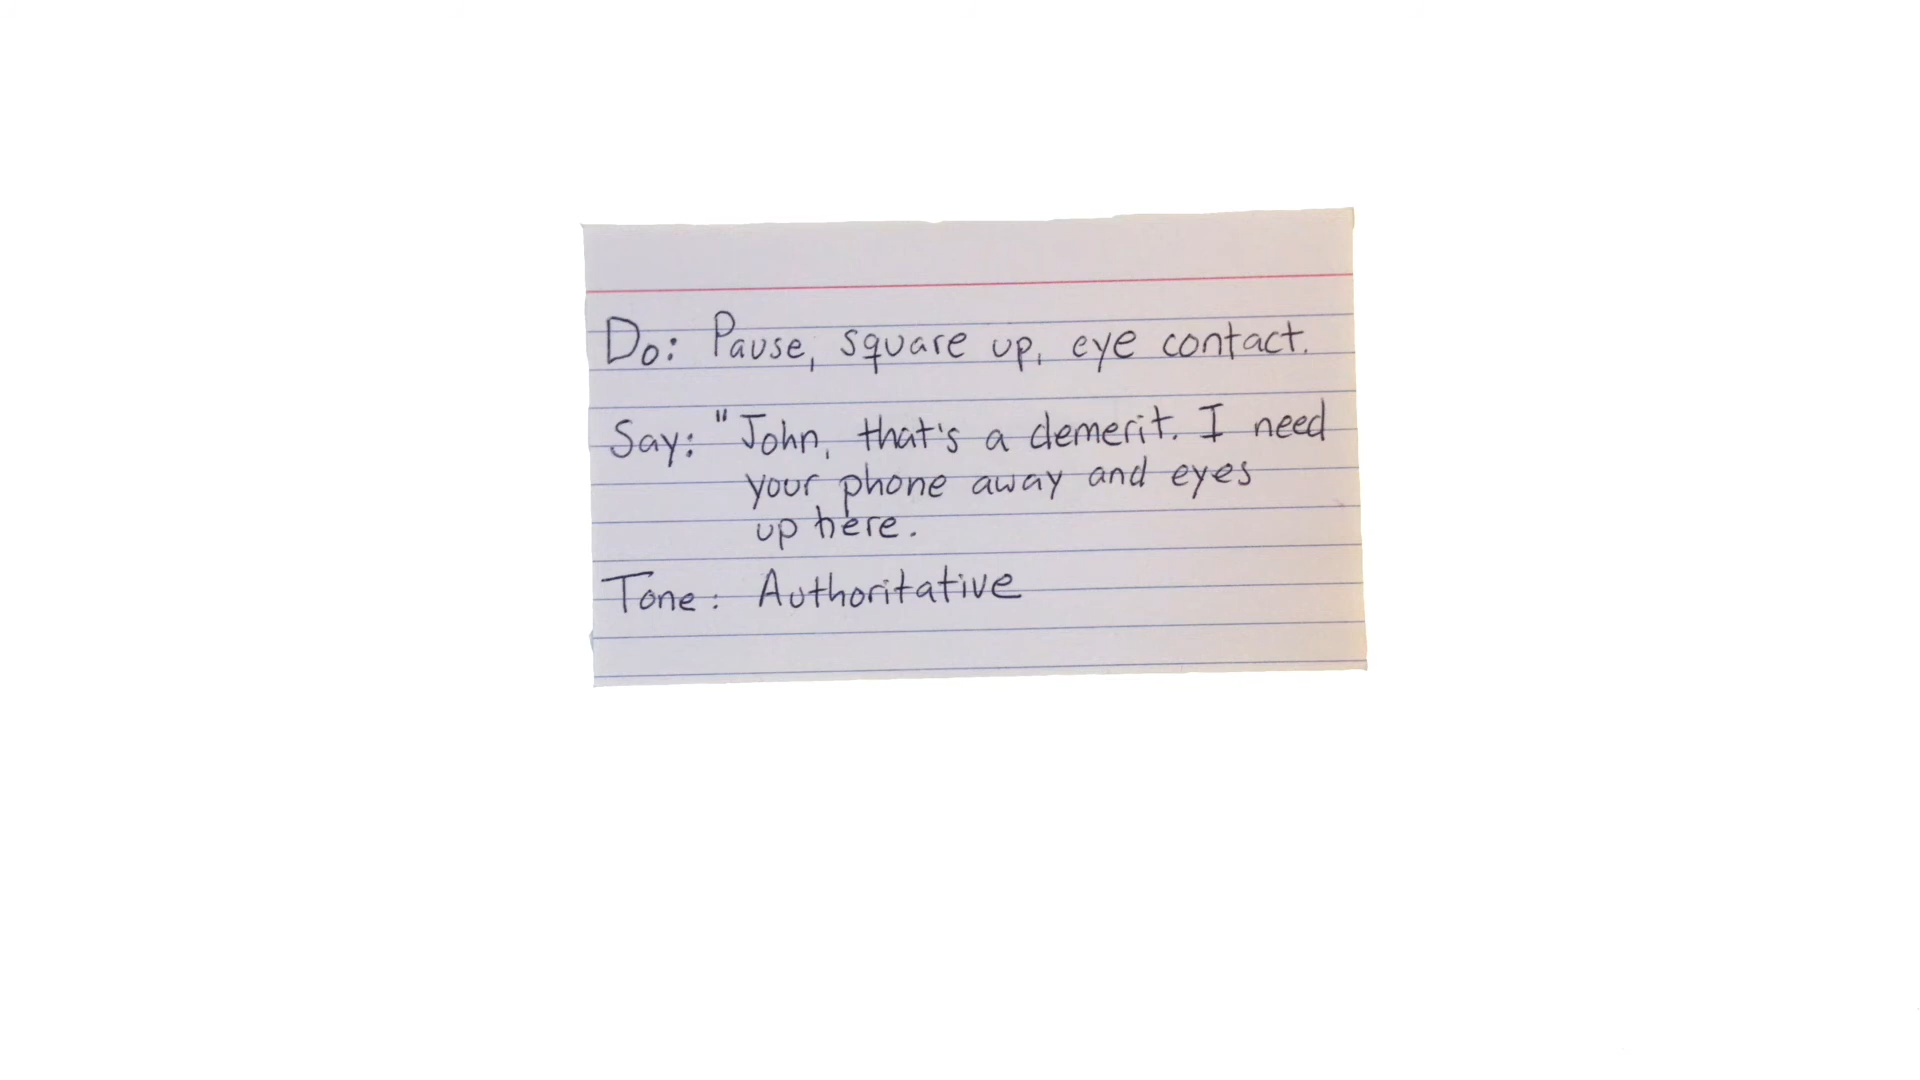 Do: Pause, square up, eye contact.
Say: "John, that's a demerit. I need
your phone away and eyes
up here.
Tone: Authoritative